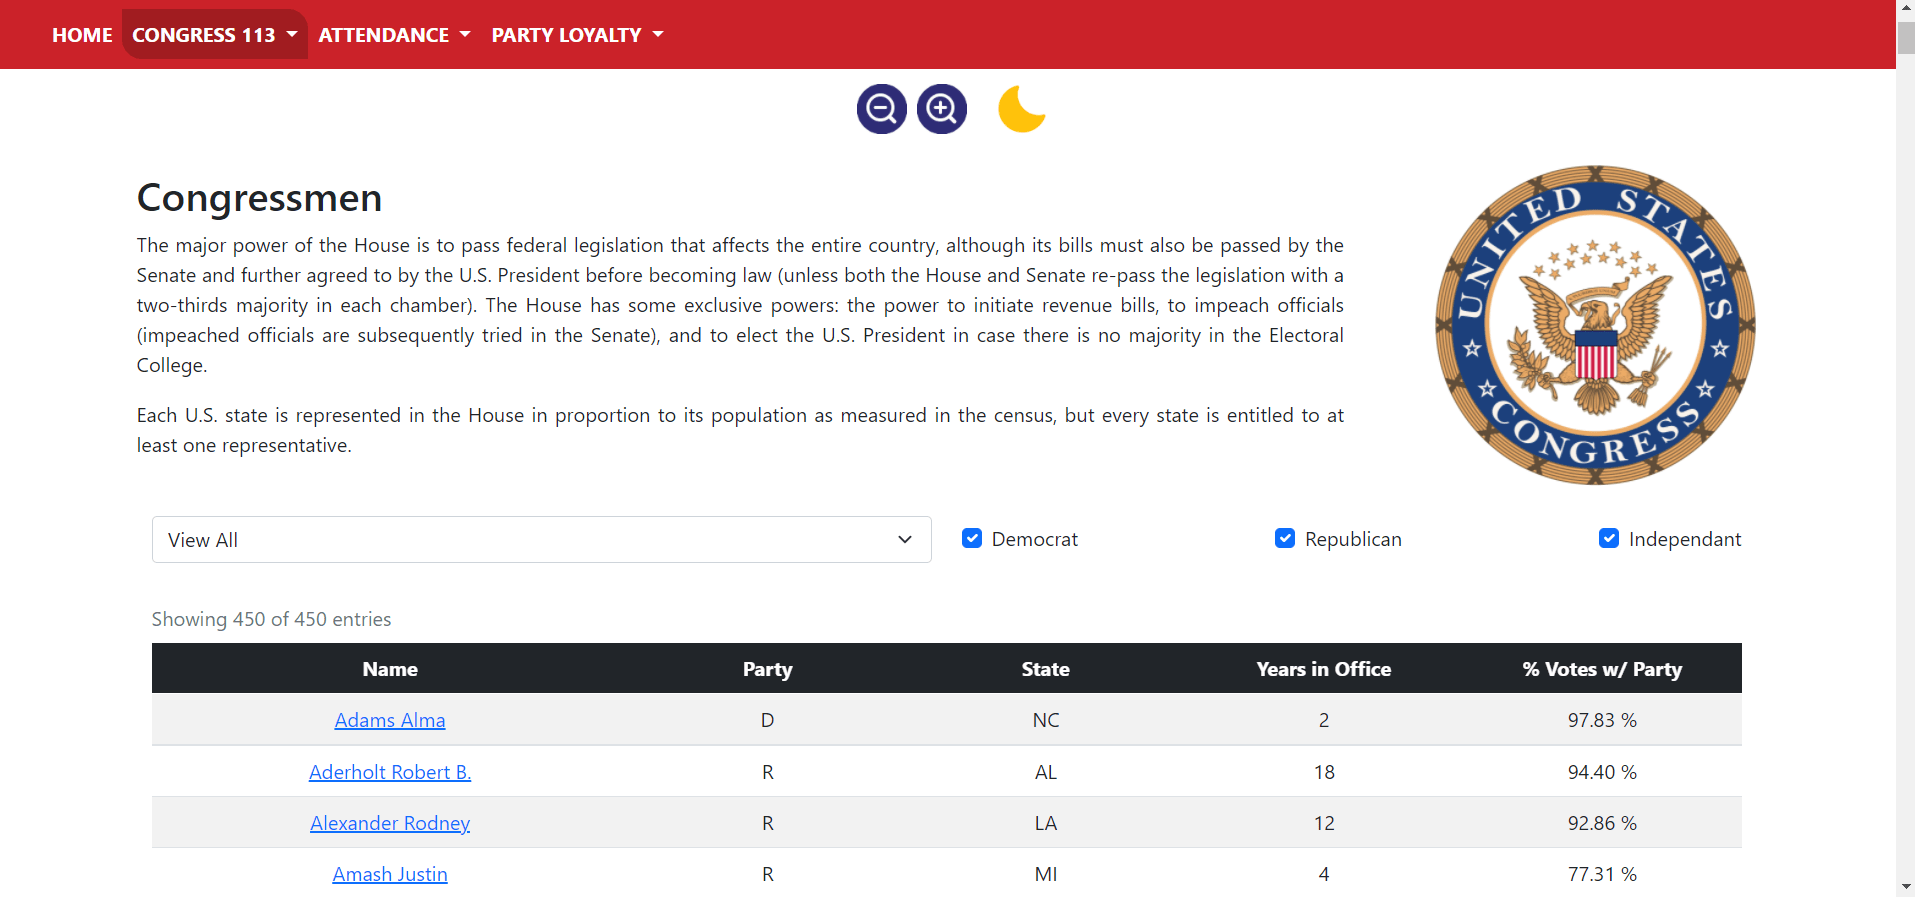 HOME CONGRESS 113 ATTENDANCE PARTY LOYALTY
Congressmen
The major power of the House is to pass federal legislation that affects the entire country, although its bills must also be passed by the
Senate and further agreed to by the U.S. President before becoming law (unless both the House and Senate re-pass the legislation with a
two-thirds majority in each chamber). The House has some exclusive powers: the power to initiate revenue bills, to impeach officials
(impeached officials are subsequently tried in the Senate), and to elect the U.S. President in case there is no majority in the Electoral
College.
Each U.S. state is represented in the House in proportion to its population as measured in the census, but every state is entitled to at
least one representative.
UNITED STATES
CONGRESS
View All Democrat Republican Independant
Showing 450 of 450 entries
Name Party State Years in Office % Votes w/ Party
Adams Alma D NC 2 97.83 %
Aderholt Robert B. R AL 18 94.40 %
Alexander Rodney R LA 12 92.86 %
Amash Justin R MI 4 77.31 %